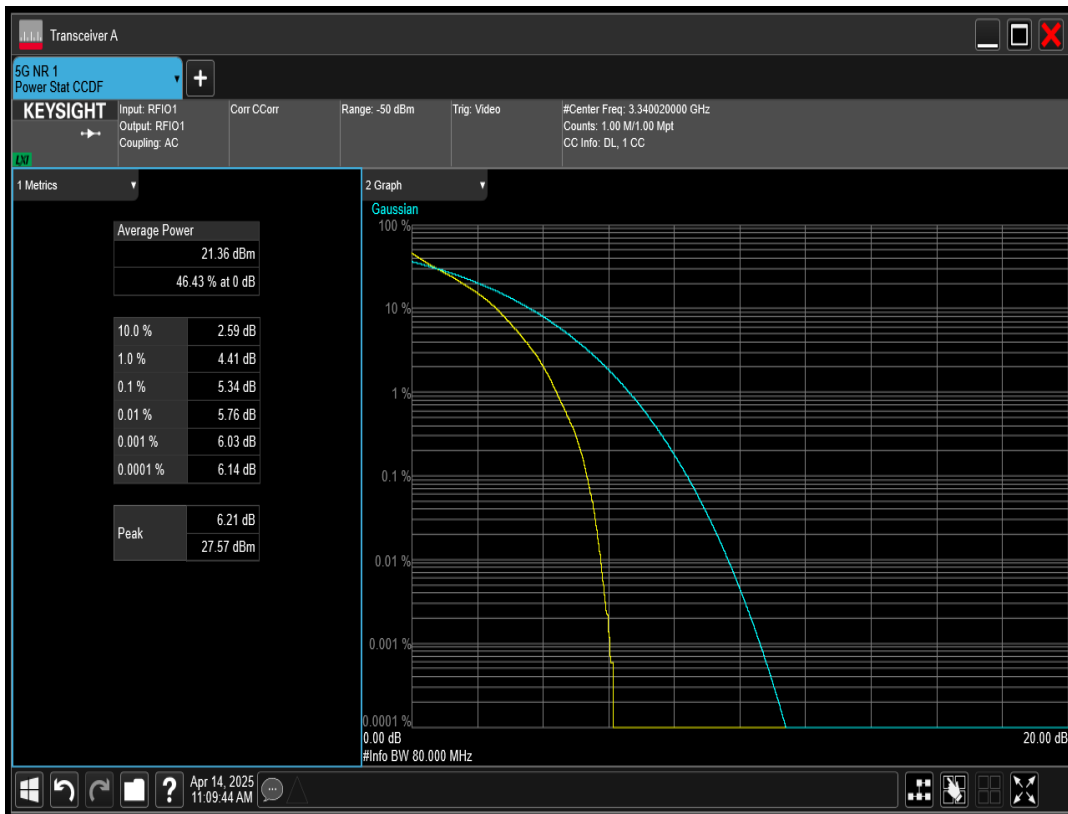 Transceiver A
5G NR 1
Power Stat CCDF
+
KEYSIGHT
LXI
Input: RFIO1
Output: RFIO1
Coupling: AC
Corr CCorr
Range: -50 dBm
Trig: Video
#Center Freq: 3.340020000 GHz
Counts: 1.00 M/1.00 Mpt
CC Info: DL, 1 CC
1 Metrics
Average Power
21.36 dBm
46.43 % at 0 dB
10.0 % 2.59 dB
1.0 % 4.41 dB
0.1 % 5.34 dB
0.01 % 5.76 dB
0.001 % 6.03 dB
0.0001 % 6.14 dB
Peak 6.21 dB
27.57 dBm
2 Graph
Gaussian
100 %
10 %
1 %
0.1 %
0.01 %
0.001 %
0.0001 %
0.00 dB 20.00 dB
#Info BW 80.000 MHz
?
Apr 14, 2025
11:09:44 AM